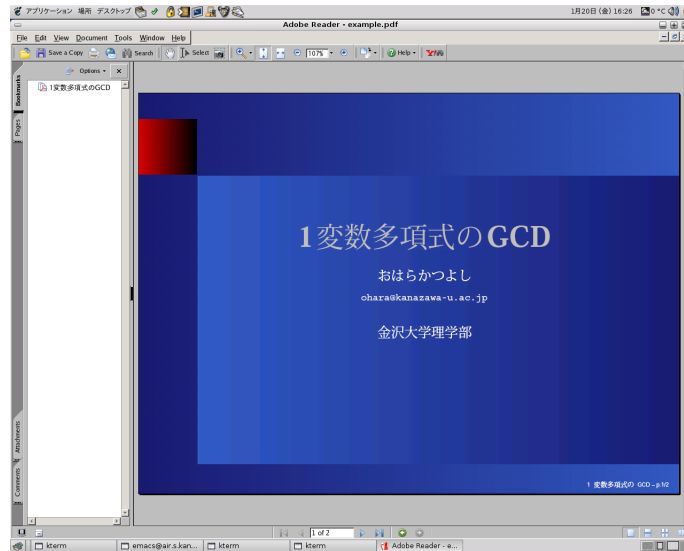 アプリケーション 場所 デスクトップ
1月20日 (金) 16:26
0 °C
Adobe Reader - example.pdf
File Edit View Document Tools Window Help
Save a Copy Search Select 107% Help Y!
Options
Bookmarks
1変数多項式のGCD
Pages
1変数多項式のGCD
おはらかつよし
ohara@kanazawa-u.ac.jp
金沢大学理学部
Attachments
Comments
1 変数多項式の GCD – p.1/2
1 of 2
kterm emacs@air.s.kan... kterm kterm Adobe Reader - e...